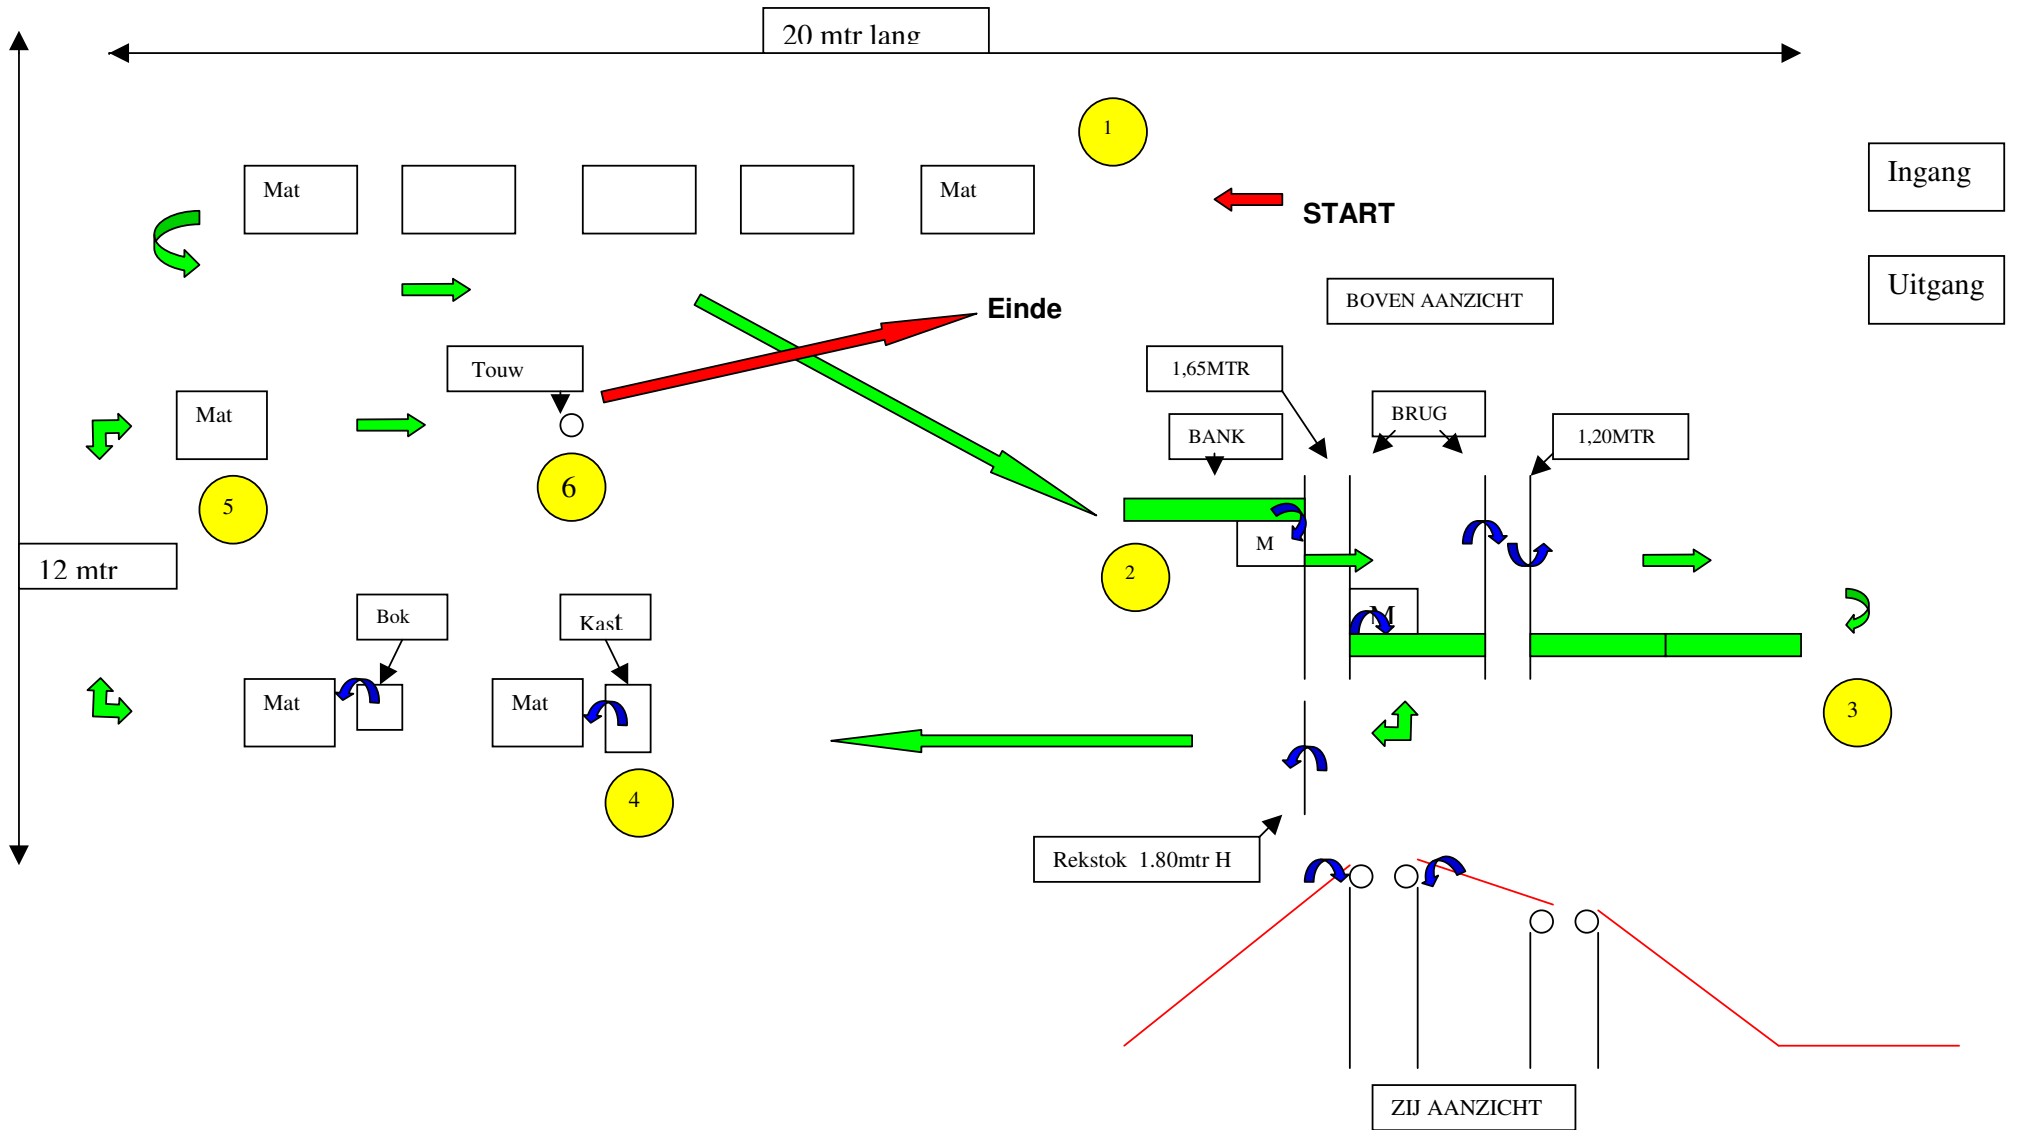 20 mtr lang
1
Ingang
Mat
Mat
START
Uitgang
Einde
BOVEN AANZICHT
Touw
1,65MTR
Mat
BRUG
BANK
1,20MTR
6
5
M
12 mtr
2
Bok
Kast
M
Mat
Mat
3
4
Rekstok 1.80mtr H
ZIJ AANZICHT